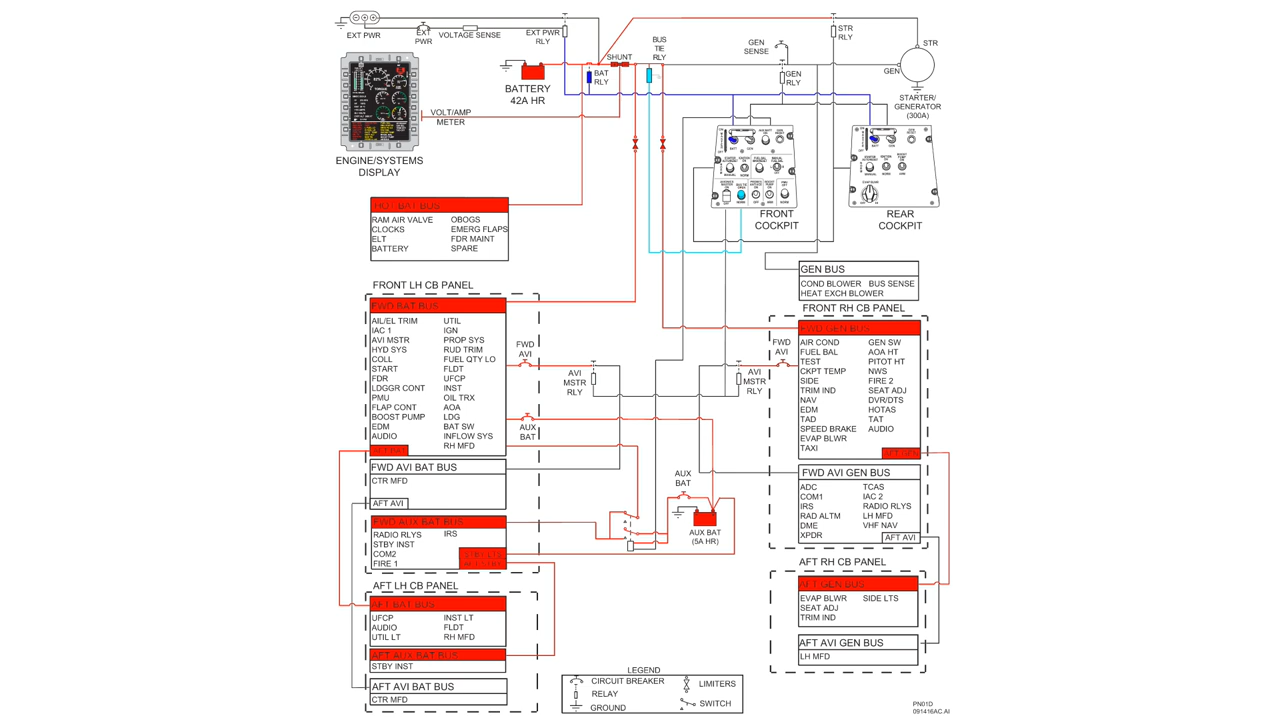 EXT PWR
EXT
PWR
VOLTAGE SENSE
EXT PWR
RLY
BUS
TIE
RLY
SHUNT
GEN
SENSE
STR
RLY
STR
GEN
BAT
RLY
GEN
RLY
BATTERY
42A HR
STARTER/
GENERATOR
(300A)
VOLT/AMP
METER
ENGINE/SYSTEMS
DISPLAY
FRONT
COCKPIT
REAR
COCKPIT
HOT BAT BUS
RAM AIR VALVE OBOGS
CLOCKS EMERG FLAPS
ELT FDR MAINT
BATTERY SPARE
GEN BUS
COND BLOWER BUS SENSE
HEAT EXCH BLOWER
FRONT LH CB PANEL
FWD BAT BUS
AIL/EL TRIM UTIL
IAC 1 IGN
AVI MSTR PROP SYS
HYD SYS RUD TRIM
COLL FUEL QTY LO
START FLDT
FDR UFCP
LDGGR CONT INST
PMU OIL TRX
FLAP CONT AOA
BOOST PUMP LDG
EDM BAT SW
AUDIO INFLOW SYS
RH MFD
AFT BAT
FWD AVI BAT BUS
CTR MFD
AFT AVI
FWD AUX BAT BUS
RADIO RLYS IRS
STBY INST
COM2
FIRE 1
AFT LH CB PANEL
AFT BAT BUS
UFCP INST LT
AUDIO FLDT
UTIL LT RH MFD
AFT AUX BAT BUS
STBY INST
AFT AVI BAT BUS
CTR MFD
FWD
AVI
AVI
MSTR
RLY
AUX
BAT
AUX
BAT
AUX BAT
(5A HR)
AVI
MSTR
RLY
FWD
AVI
FRONT RH CB PANEL
FWD GEN BUS
AIR COND GEN SW
FUEL BAL AOA HT
TEST PITOT HT
CKPT TEMP NWS
SIDE FIRE 2
TRIM IND SEAT ADJ
NAV DVR/DTS
EDM HOTAS
TAD TAT
SPEED BRAKE AUDIO
EVAP BLWR
TAXI
AFT GEN
FWD AVI GEN BUS
ADC TCAS
COM1 IAC 2
IRS RADIO RLYS
RAD ALTM LH MFD
DME VHF NAV
XPDR
AFT AVI
AFT RH CB PANEL
AFT GEN BUS
EVAP BLWR SIDE LTS
SEAT ADJ
TRIM IND
AFT AVI GEN BUS
LH MFD
LEGEND
CIRCUIT BREAKER
LIMITERS
RELAY
SWITCH
GROUND
PN01D
091416AC.AI